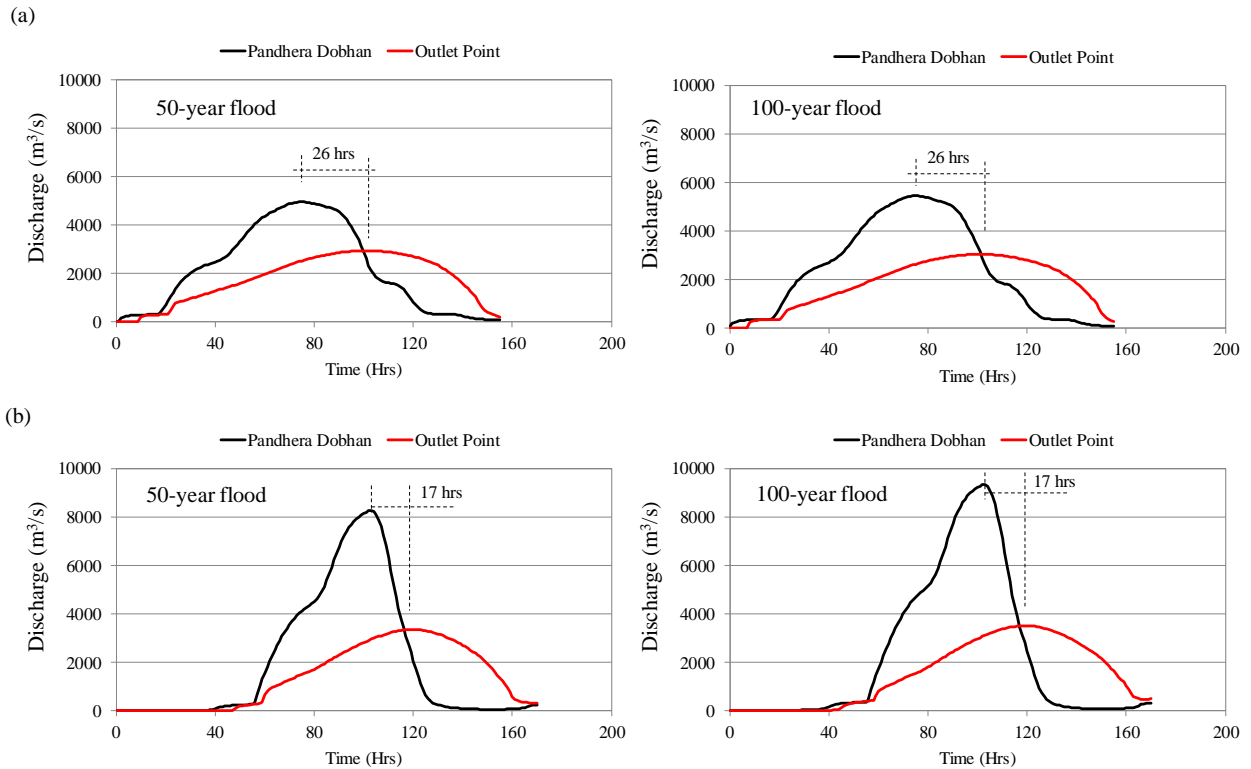 (a)
Pandhera Dobhan Outlet Point
50-year flood
26 hrs
Discharge (m³/s)
10000
8000
6000
4000
2000
0
0 40 80 120 160 200
Time (Hrs)
Pandhera Dobhan Outlet Point
100-year flood
26 hrs
Discharge (m³/s)
10000
8000
6000
4000
2000
0
0 40 80 120 160 200
Time (Hrs)
(b)
Pandhera Dobhan Outlet Point
50-year flood
17 hrs
Discharge (m³/s)
10000
8000
6000
4000
2000
0
0 40 80 120 160 200
Time (Hrs)
Pandhera Dobhan Outlet Point
100-year flood
17 hrs
Discharge (m³/s)
10000
8000
6000
4000
2000
0
0 40 80 120 160 200
Time (Hrs)